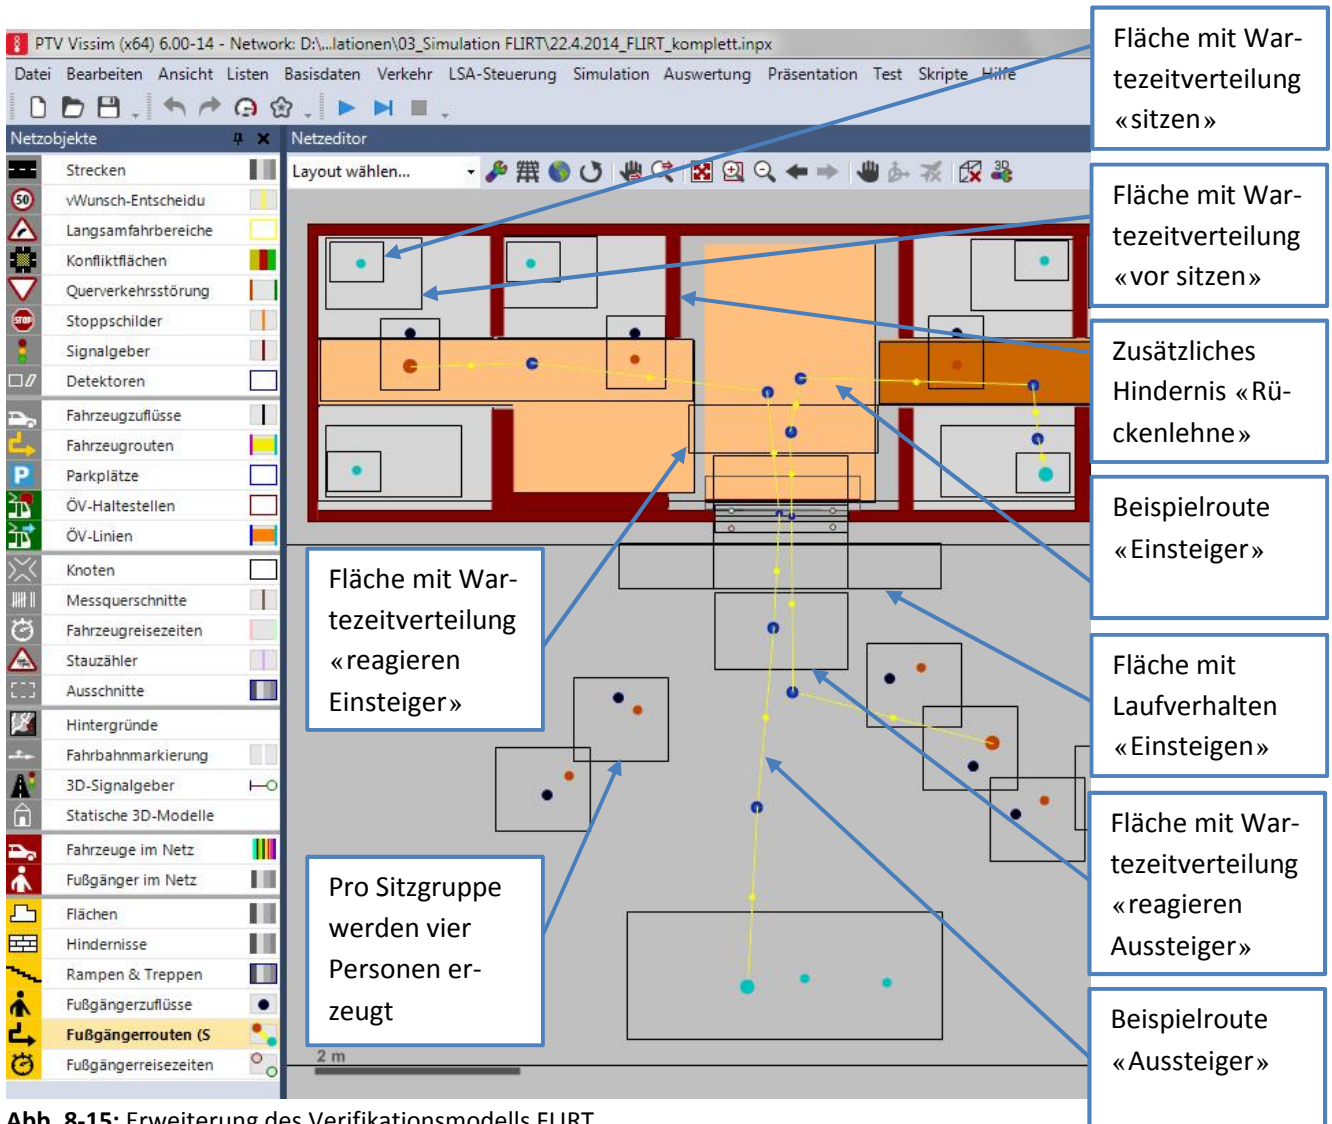 PTV Vissim (x64) 6.00-14 - Network: D:\...lationen\03_Simulation FLIRT\22.4.2014_FLIRT_komplett.inpx
Datei Bearbeiten Ansicht Listen Basisdaten Verkehr LSA-Steuerung Simulation Auswertung Präsentation Test Skripte Hilfe
Netzobjekte
Netzeditor
Layout wählen...
3D
Strecken
50
vWunsch-Entscheidu
Langsamfahrbereiche
Konfliktflächen
Querverkehrsstörung
STOP
Stoppschilder
Signalgeber
Detektoren
Fahrzeugzuflüsse
Fahrzeugrouten
P
Parkplätze
ÖV-Haltestellen
ÖV-Linien
Knoten
Messquerschnitte
Fahrzeugreisezeiten
Stauzähler
Ausschnitte
Hintergründe
Fahrbahnmarkierung
3D-Signalgeber
Statische 3D-Modelle
Fahrzeuge im Netz
Fußgänger im Netz
Flächen
Hindernisse
Rampen & Treppen
Fußgängerzuflüsse
Fußgängerrouten (S
Fußgängerreisezeiten
Fläche mit War-
tezeitverteilung
«sitzen»
Fläche mit War-
tezeitverteilung
«vor sitzen»
Zusätzliches
Hindernis «Rü-
ckenlehne»
Beispielroute
«Einsteiger»
Fläche mit
Laufverhalten
«Einsteigen»
Fläche mit War-
tezeitverteilung
«reagieren
Aussteiger»
Beispielroute
«Aussteiger»
Fläche mit War-
tezeitverteilung
«reagieren
Einsteiger»
Pro Sitzgruppe
werden vier
Personen er-
zeugt
2 m
Abb. 8-15: Erweiterung des Verifikationsmodells FLIRT